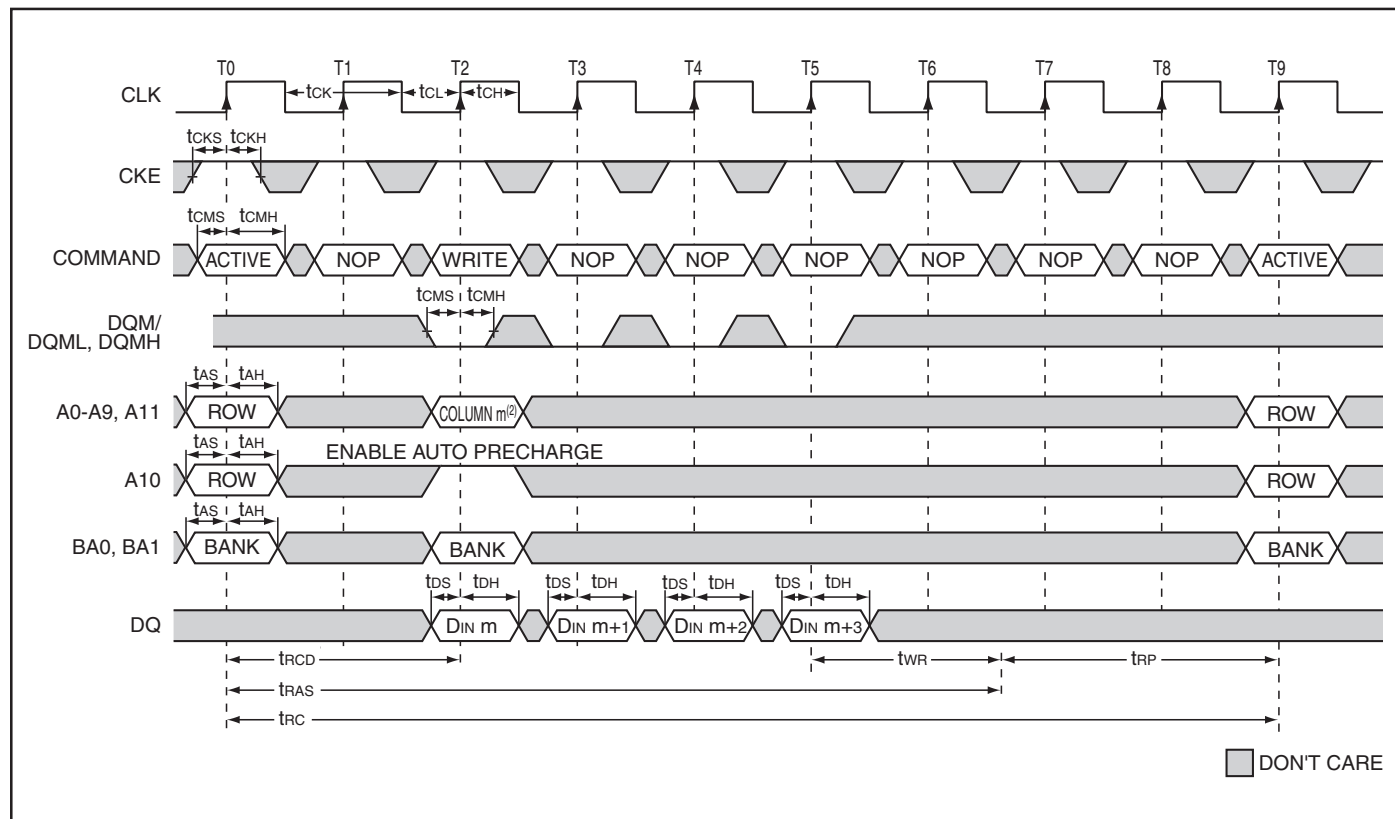 T0 T1 T2 T3 T4 T5 T6 T7 T8 T9
CLK tCK tCL tCH
tCKS tCKH
CKE
tCMS tCMH
COMMAND ACTIVE NOP WRITE NOP NOP NOP NOP NOP NOP ACTIVE
tCMS tCMH
DQM/
DQML, DQMH
tAS tAH
A0-A9, A11 ROW COLUMN m(2) ROW
tAS tAH ENABLE AUTO PRECHARGE
A10 ROW ROW
tAS tAH
BA0, BA1 BANK BANK BANK
tDS tDH tDS tDH tDS tDH tDS tDH
DQ DIN m DIN m+1 DIN m+2 DIN m+3
tRCD tWR tRP
tRAS
tRC
DON'T CARE